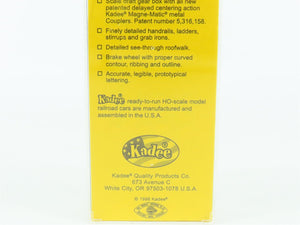 Scale draft gear box with all new
patented delayed centering action
Kadee® Magne-Matic® metal
Couplers. Patent number 5,316,158.
Finely detailed handrails, ladders,
stirrups and grab irons.
Detailed see-through roofwalk.
Brake wheel with proper curved
contour, ribbing and outline.
Accurate, legible, prototypical
lettering.
Kadee ready-to-run HO-scale model
railroad cars are manufactured and
assembled in the U.S.A.
Kadee®
Kadee® Quality Products Co.
673 Avenue C
White City, OR 97503-1078 U.S.A.
© 1998 Kadee®